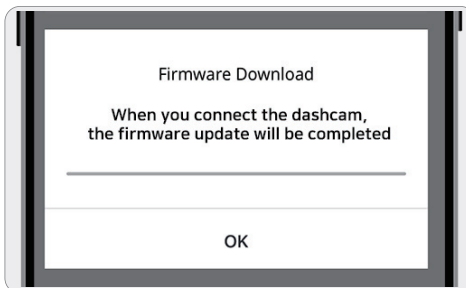 Firmware Download
When you connect the dashcam,
the firmware update will be completed
OK